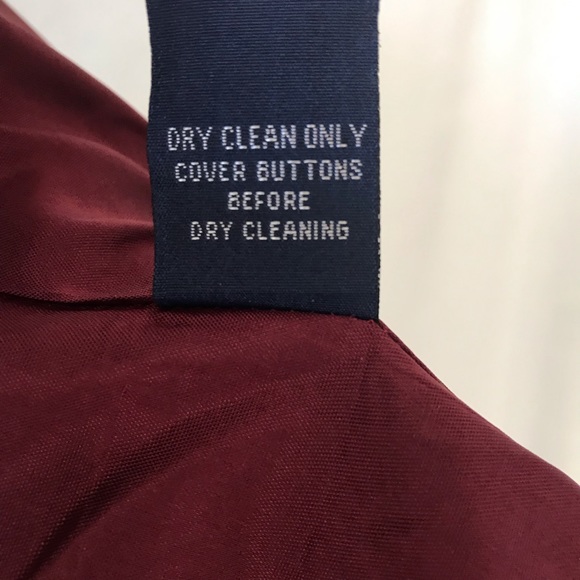 DRY CLEAN ONLY
COVER BUTTONS
BEFORE
DRY CLEANING